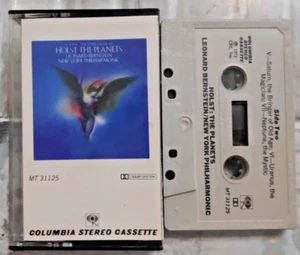 HOLST: THE PLANETS
LEONARD BERNSTEIN
NEW YORK PHILHARMONIC
MT 31125
DOLBY SYSTEM
COLUMBIA STEREO CASSETTE
Side Two
V—Saturn, the Bringer of Old Age; VI—Uranus, the
Magician; VII—Neptune, the Mystic
HOLST: THE PLANETS
LEONARD BERNSTEIN/NEW YORK PHILHARMONIC
MT 31125